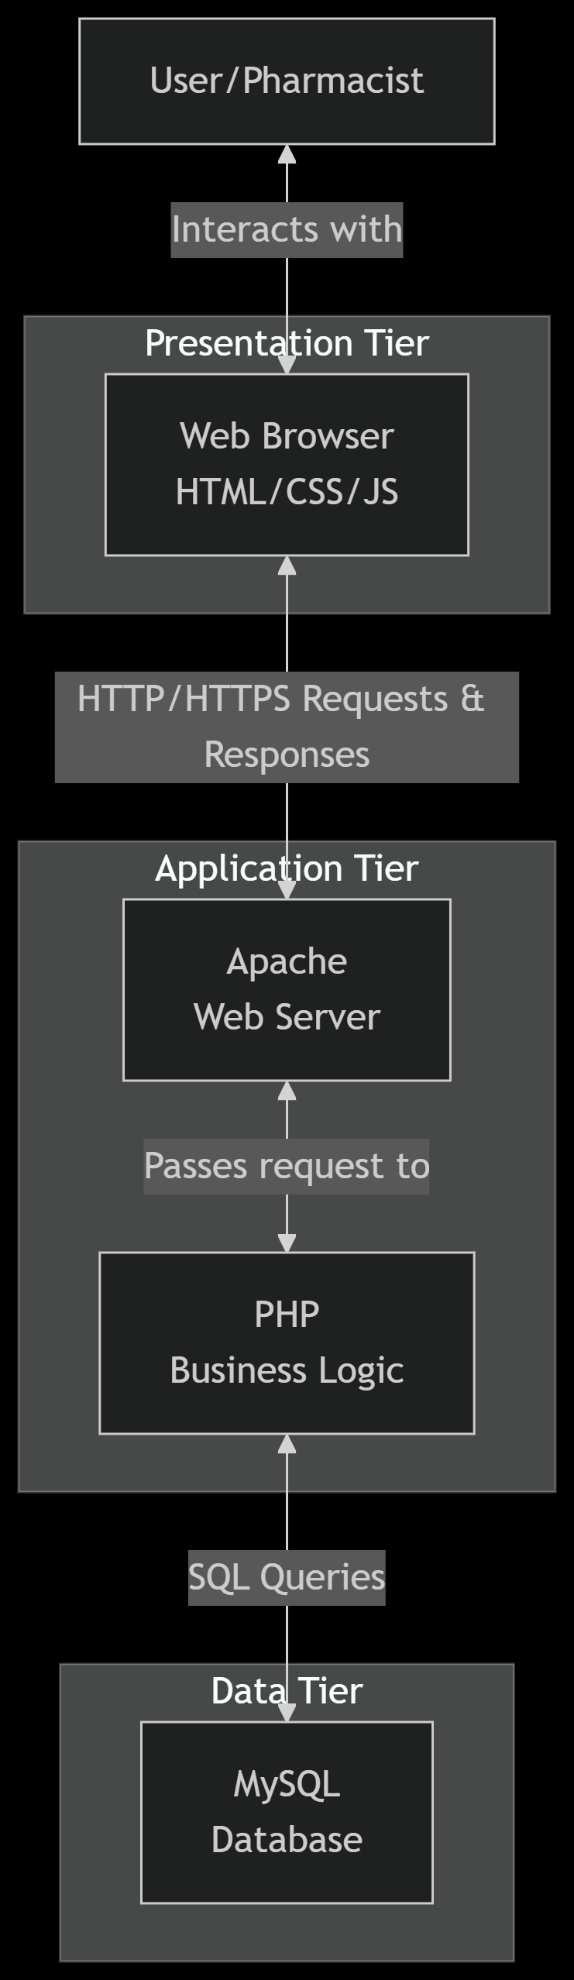 User/Pharmacist
Interacts with
Presentation Tier
Web Browser
HTML/CSS/JS
HTTP/HTTPS Requests &
Responses
Application Tier
Apache
Web Server
Passes request to
PHP
Business Logic
SQL Queries
Data Tier
MySQL
Database